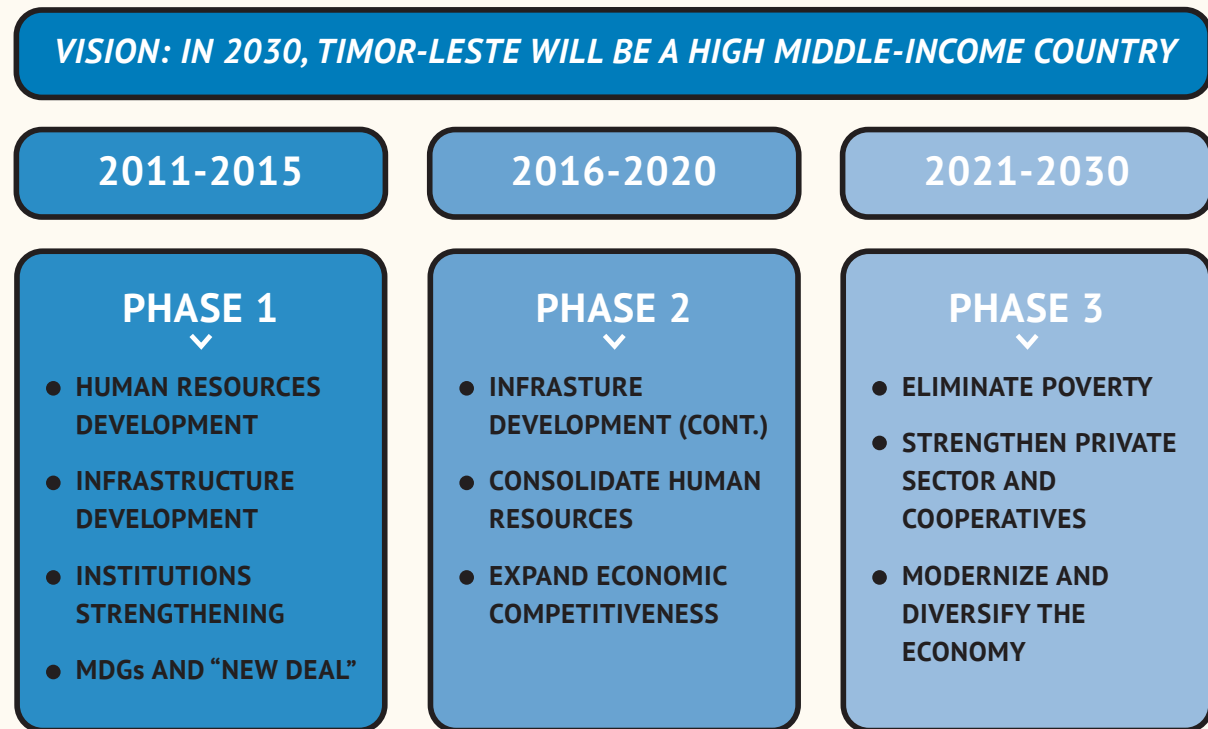 VISION: IN 2030, TIMOR-LESTE WILL BE A HIGH MIDDLE-INCOME COUNTRY
2011-2015
PHASE 1
HUMAN RESOURCES
DEVELOPMENT
INFRASTRUCTURE
DEVELOPMENT
INSTITUTIONS
STRENGTHENING
MDGs AND “NEW DEAL”
2016-2020
PHASE 2
INFRASTURE
DEVELOPMENT (CONT.)
CONSOLIDATE HUMAN
RESOURCES
EXPAND ECONOMIC
COMPETITIVENESS
2021-2030
PHASE 3
ELIMINATE POVERTY
STRENGTHEN PRIVATE
SECTOR AND
COOPERATIVES
MODERNIZE AND
DIVERSIFY THE
ECONOMY